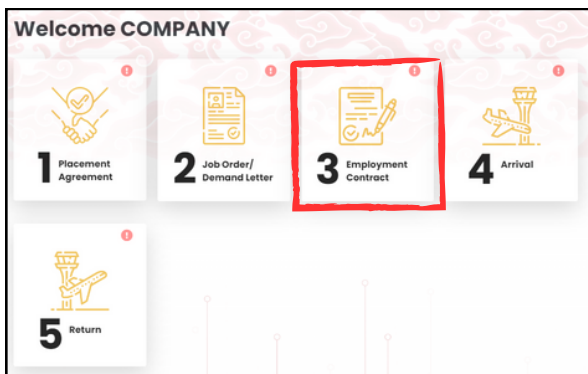 Welcome COMPANY
1 Placement
Agreement
2 Job Order/
Demand Letter
3 Employment
Contract
4 Arrival
5 Return